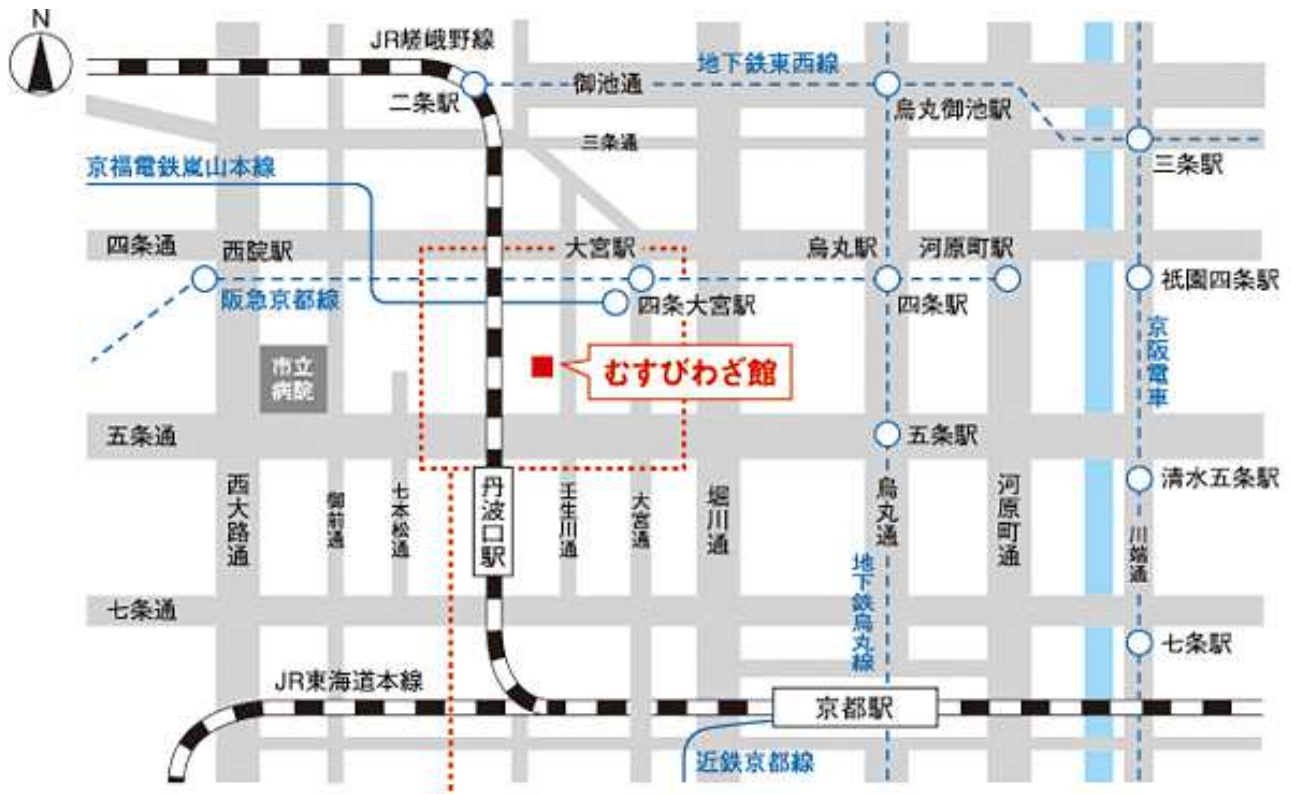 N
JR嵯峨野線
地下鉄東西線
二条駅
御池通
烏丸御池駅
三条通
三条駅
京福電鉄嵐山本線
四条通
西院駅
大宮駅
烏丸駅
河原町駅
阪急京都線
四条大宮駅
四条駅
祇園四条駅
京阪電車
市立
病院
むすびわざ館
五条通
五条駅
清水五条駅
西大路通
御前通
七本松通
丹波口駅
壬生川通
大宮通
堀川通
烏丸通
河原町通
川端通
地下鉄烏丸線
七条通
七条駅
JR東海道本線
京都駅
近鉄京都線